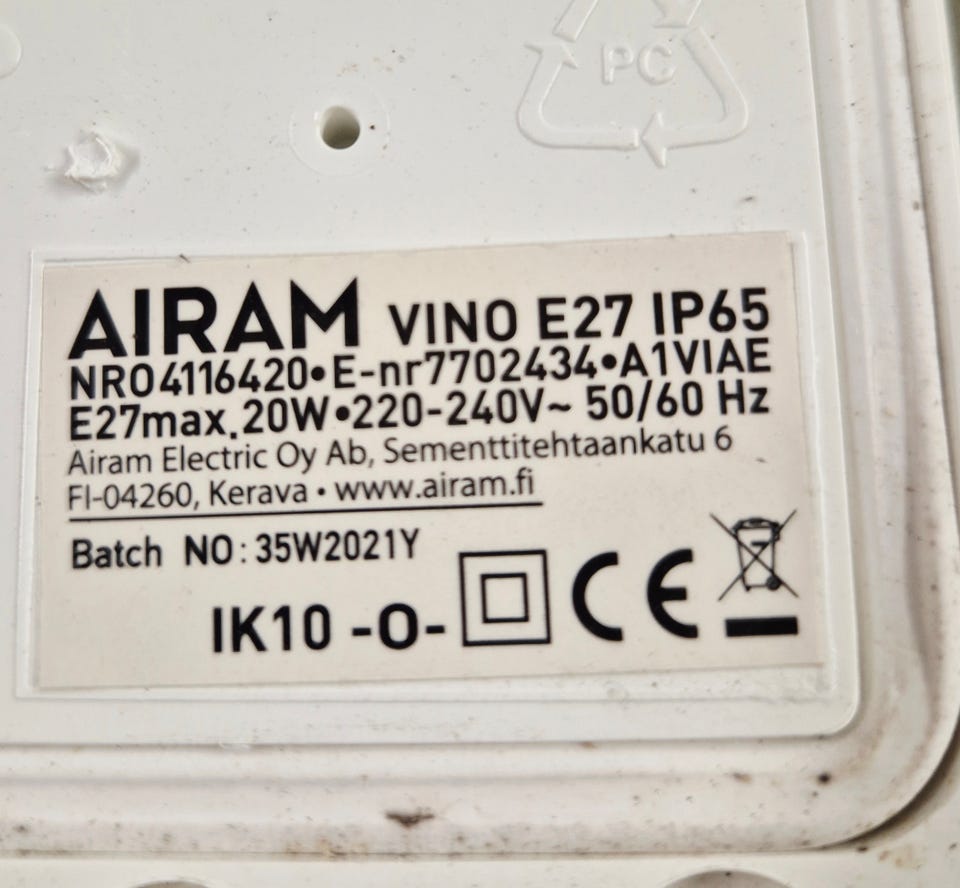 PC
AIRAM VINO E27 IP65
NRO4116420•E-nr7702434•A1VIAE
E27max.20W•220-240V~ 50/60 Hz
Airam Electric Oy Ab, Sementtitehtaankatu 6
FI-04260, Kerava • www.airam.fi
Batch NO: 35W2021Y
IK10 -O- CE